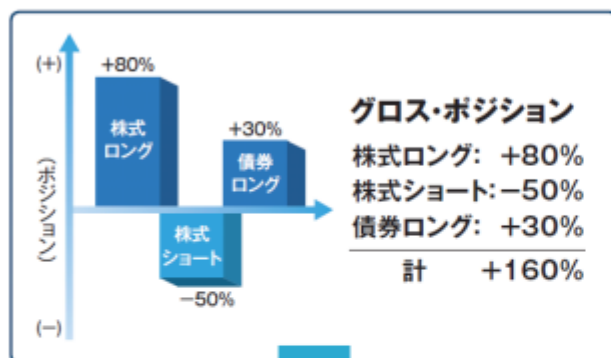 (+)
+80%
株式
ロング
+30%
債券
ロング
(ポジション)
株式
ショート
−50%
(−)
グロス・ポジション
株式ロング: +80%
株式ショート:−50%
債券ロング: +30%
計 +160%